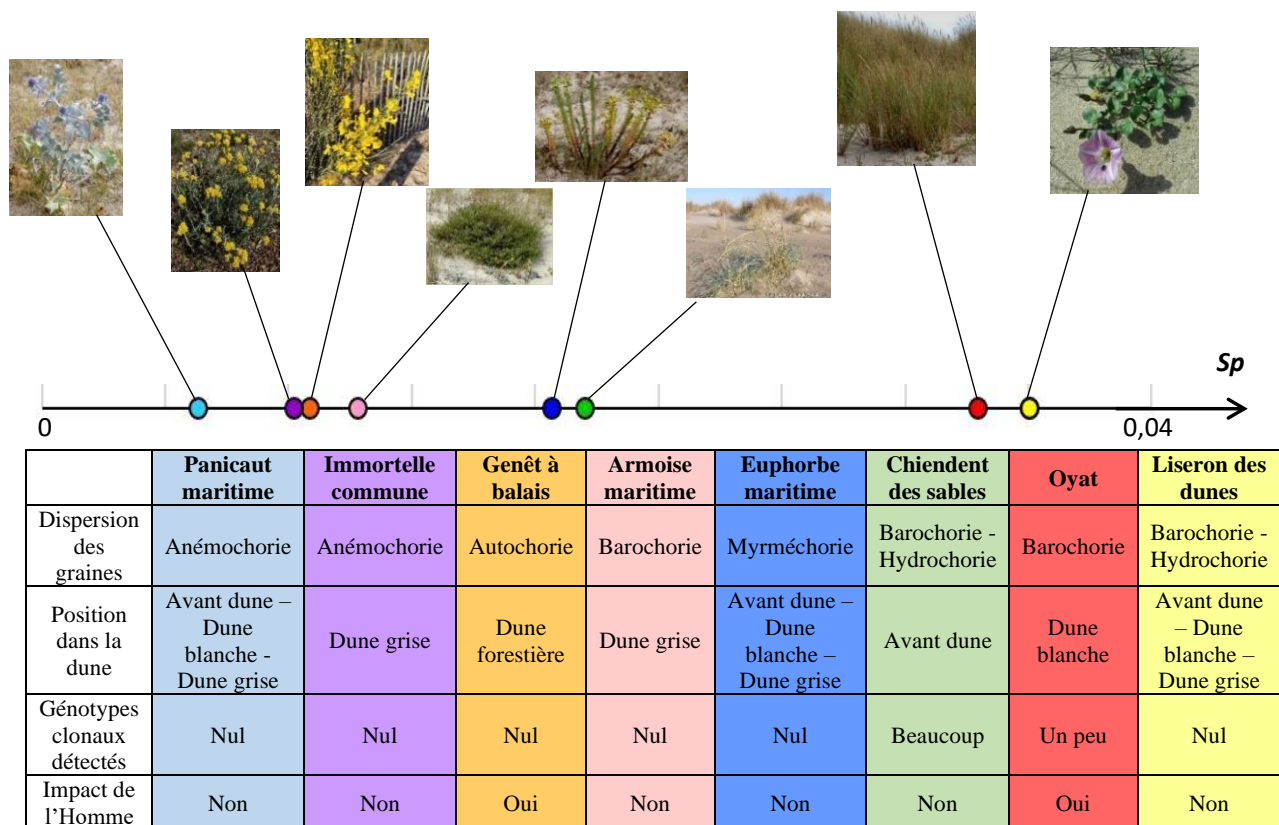 Sp
0
0,04
Panicaut
maritime
Immortelle
commune
Genêt à
balais
Armoise
maritime
Euphorbe
maritime
Chiendent
des sables
Oyat
Liseron des
dunes
Dispersion
des
graines
Anémochorie
Anémochorie
Autochorie
Barochorie
Myrméchorie
Barochorie -
Hydrochorie
Barochorie
Barochorie -
Hydrochorie
Position
dans la
dune
Avant dune –
Dune
blanche -
Dune grise
Dune grise
Dune
forestière
Dune grise
Avant dune –
Dune
blanche –
Dune grise
Avant dune
Dune
blanche
Avant dune
– Dune
blanche –
Dune grise
Génotypes
clonaux
détectés
Nul
Nul
Nul
Nul
Nul
Beaucoup
Un peu
Nul
Impact de
l'Homme
Non
Non
Oui
Non
Non
Non
Oui
Non